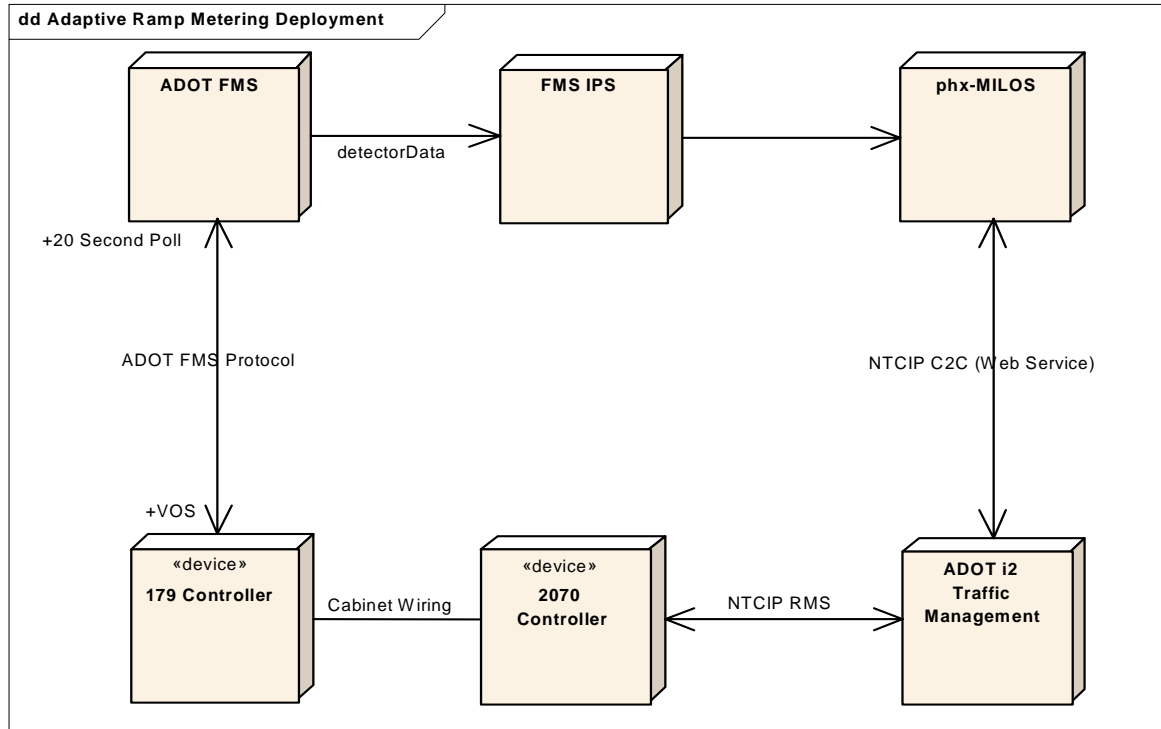 dd Adaptive Ramp Metering Deployment
ADOT FMS
FMS IPS
phx-MILOS
detectorData
+20 Second Poll
ADOT FMS Protocol
NTCIP C2C (Web Service)
+VOS
«device»
179 Controller
Cabinet Wiring
«device»
2070
Controller
NTCIP RMS
ADOT i2
Traffic
Management